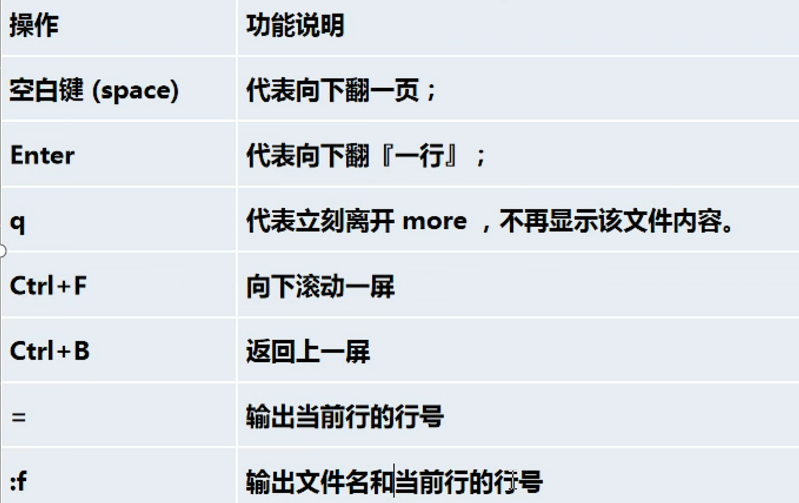 操作 功能说明
空白键 (space) 代表向下翻一页；
Enter 代表向下翻『一行』；
q 代表立刻离开 more ，不再显示该文件内容。
Ctrl+F 向下滚动一屏
Ctrl+B 返回上一屏
= 输出当前行的行号
:f 输出文件名和当前行的行号